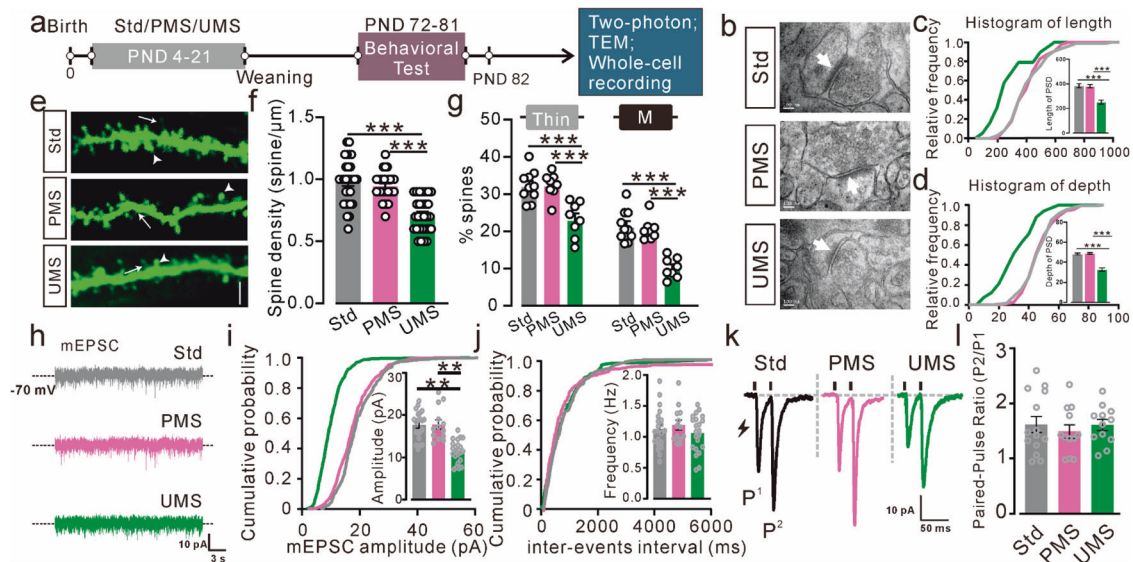 a
Birth
Std/PMS/UMS
PND 72-81
0
PND 4-21
Weaning
Behavioral
Test
PND 82
Two-photon;
TEM;
Whole-cell
recording
b
Std
PMS
UMS
c
Histogram of length
Relative frequency
1.0
0.8
0.6
0.4
0.2
0.0
0 200 400 600 800 1000
Length of PSD
600
400
200
0
***
***
d
Histogram of depth
Relative frequency
1.0
0.8
0.6
0.4
0.2
0.0
0 20 40 60 80 100
Depth of PSD
80
60
40
20
0
***
***
e
Std
PMS
UMS
f
Spine density (spine/μm)
1.5
1.0
0.5
0.0
***
***
Std
PMS
UMS
g
Thin
M
% spines
50
40
30
20
10
0
***
***
***
***
Std
PMS
UMS
Std
PMS
UMS
h
mEPSC
Std
-70 mV
PMS
UMS
10 pA
3 s
i
Cumulative probability
1.0
0.8
0.6
0.4
0.2
0.0
0 20 40 60
mEPSC amplitude (pA)
Amplitude (pA)
30
20
10
0
**
**
j
Cumulative probability
1.0
0.8
0.6
0.4
0.2
0.0
0 2000 4000 6000
inter-events interval (ms)
Frequency (Hz)
2.0
1.5
1.0
0.5
0.0
k
Std
PMS
UMS
P1
P2
10 pA
50 ms
l
Paired-Pulse Ratio (P2/P1)
3
2
1
0
Std
PMS
UMS